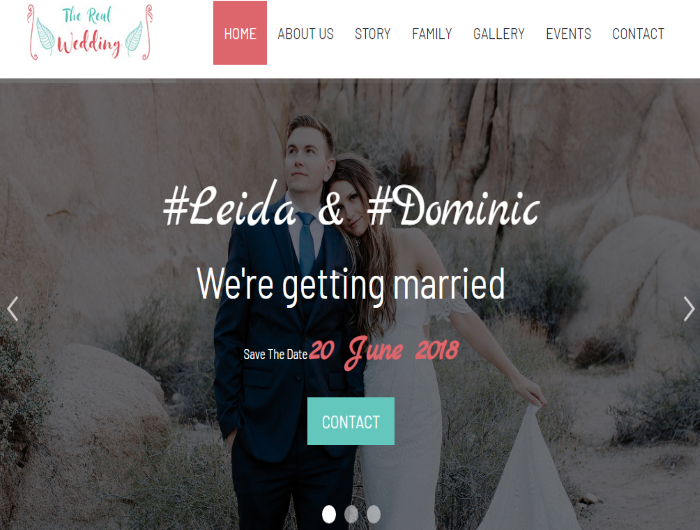 The Real
Wedding
HOME ABOUT US STORY FAMILY GALLERY EVENTS CONTACT
#Leida & #Dominic
We're getting married
Save The Date 20 June 2018
CONTACT